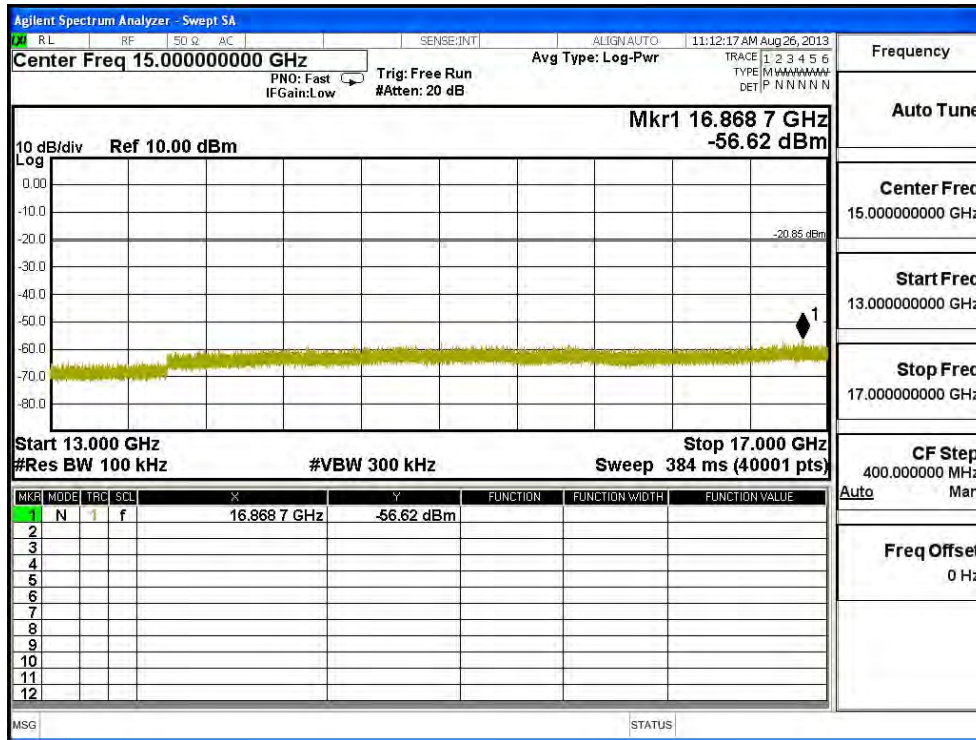 Agilent Spectrum Analyzer - Swept SA
RL RF 50 Ω AC SENSE:INT ALIGN AUTO 11:12:17 AM Aug 26, 2013
Center Freq 15.000000000 GHz
PNO: Fast
IFGain:Low
Trig: Free Run
#Atten: 20 dB
Avg Type: Log-Pwr
TRACE 1 2 3 4 5 6
TYPE M WWWWW
DET P N N N N N
Mkr1 16.868 7 GHz
-56.62 dBm
10 dB/div Ref 10.00 dBm
Log
0.00
-10.0
-20.0
-20.85 dBm
-30.0
-40.0
-50.0
1
-60.0
-70.0
-80.0
Start 13.000 GHz Stop 17.000 GHz
#Res BW 100 kHz #VBW 300 kHz Sweep 384 ms (40001 pts)
MKR MODE TRC SCL X Y FUNCTION FUNCTION WIDTH FUNCTION VALUE
1 N 1 f 16.868 7 GHz -56.62 dBm
2
3
4
5
6
7
8
9
10
11
12
MSG STATUS
Frequency
Auto Tune
Center Freq
15.000000000 GHz
Start Freq
13.000000000 GHz
Stop Freq
17.000000000 GHz
CF Step
400.000000 MHz
Auto Man
Freq Offset
0 Hz